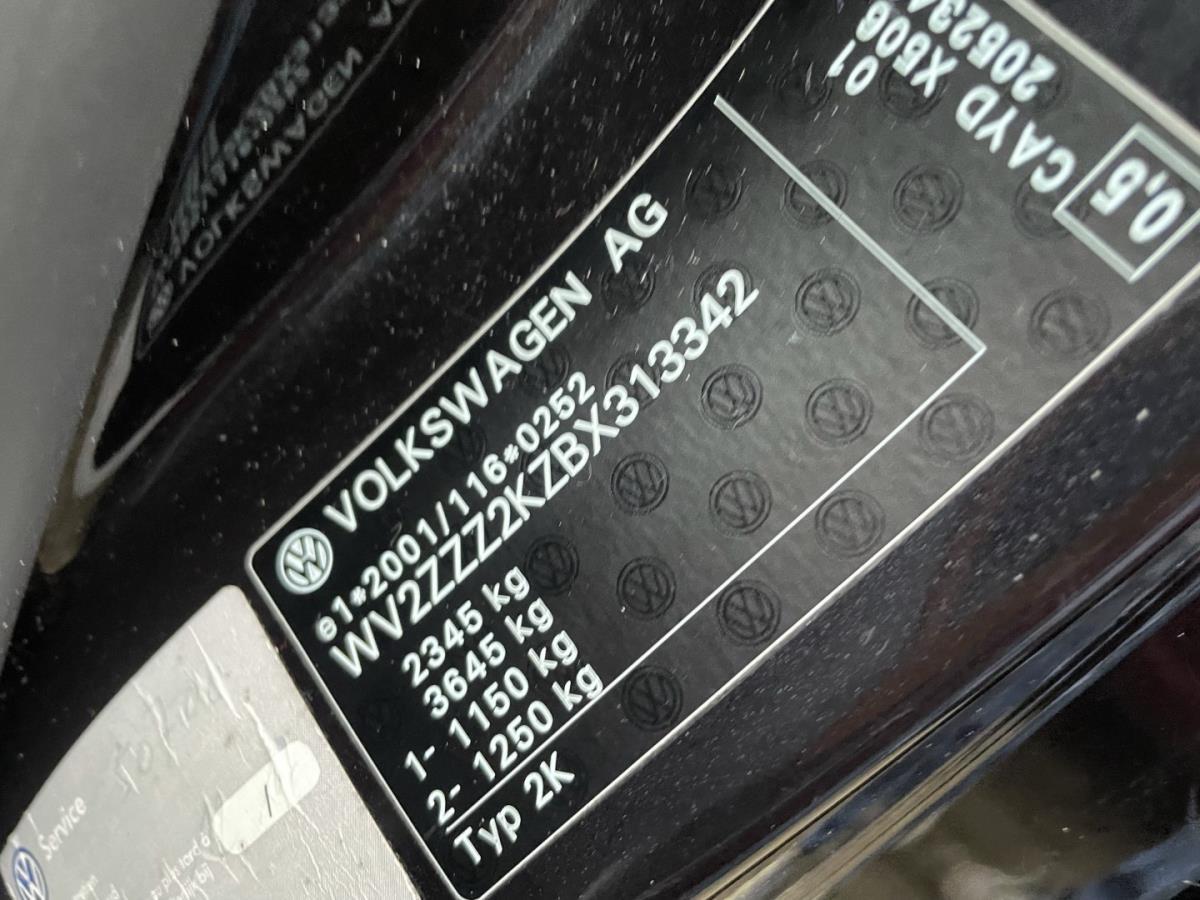 VOLKSWAGEN AG
e1*2001/116*0252
WV2ZZZ2KZBX313342
2345 kg
3645 kg
1- 1150 kg
2- 1250 kg
Typ 2K
01
X506
CAYD
0,5
Service